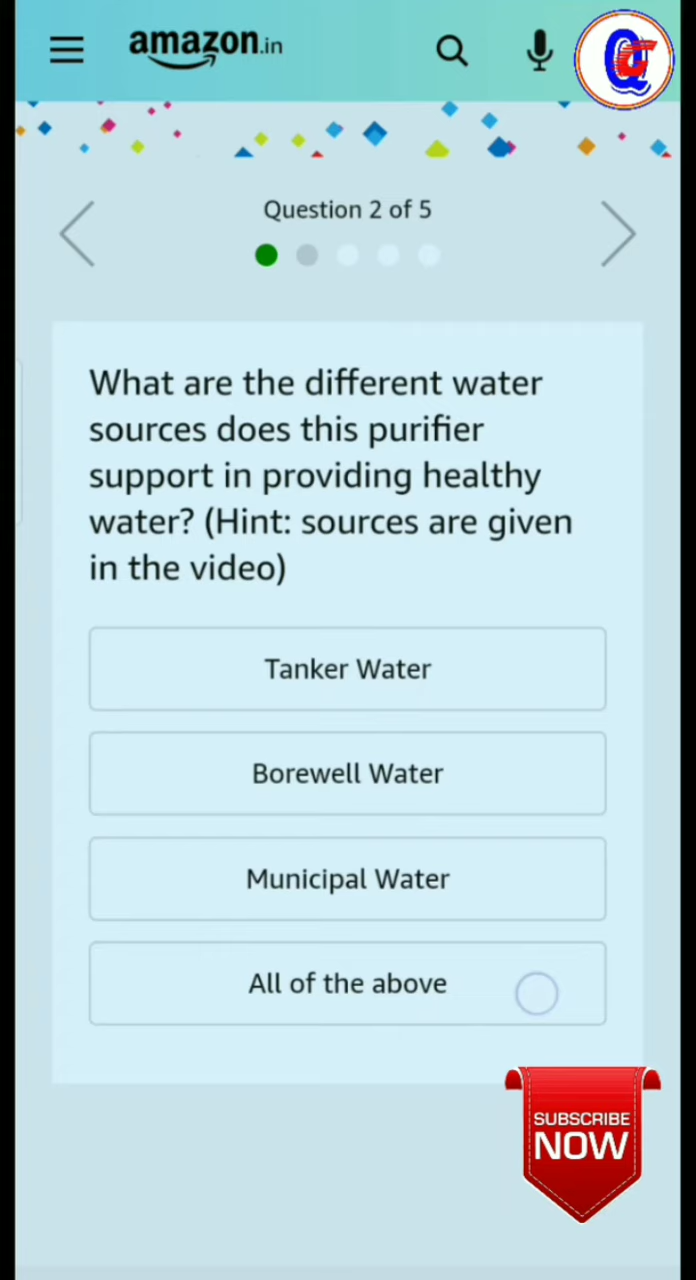 amazon.in
Question 2 of 5
What are the different water
sources does this purifier
support in providing healthy
water? (Hint: sources are given
in the video)
Tanker Water
Borewell Water
Municipal Water
All of the above
SUBSCRIBE
NOW